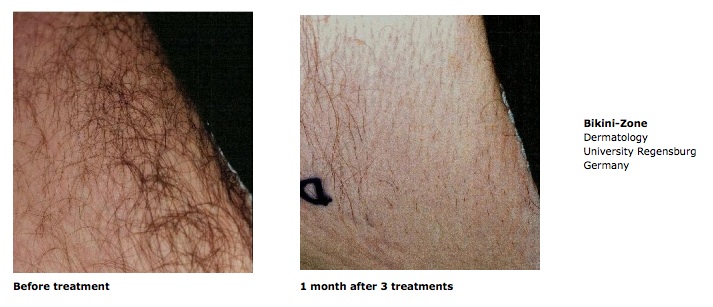 Bikini-Zone
Dermatology
University Regensburg
Germany
Before treatment
1 month after 3 treatments